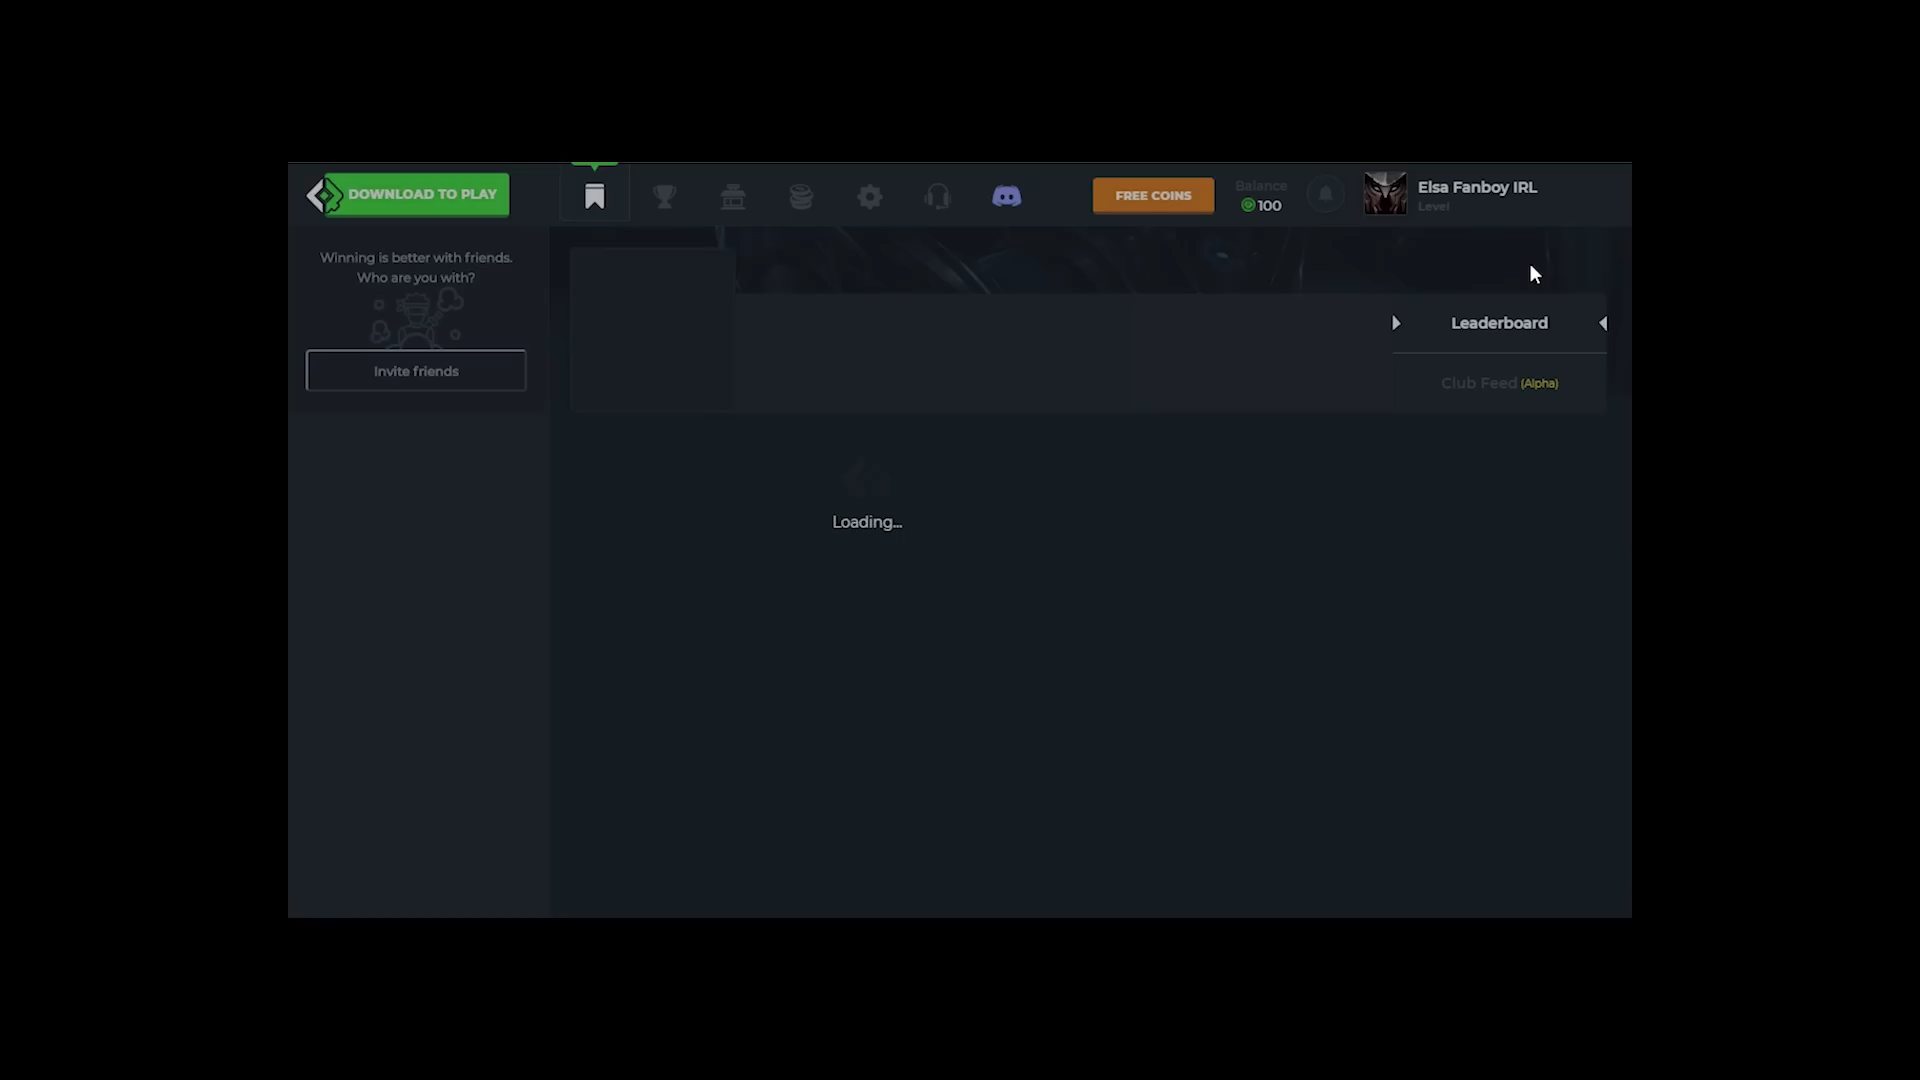 DOWNLOAD TO PLAY
FREE COINS
Balance
100
Elsa Fanboy IRL
Level
Winning is better with friends.
Who are you with?
Invite friends
Leaderboard
Club Feed (Alpha)
Loading...